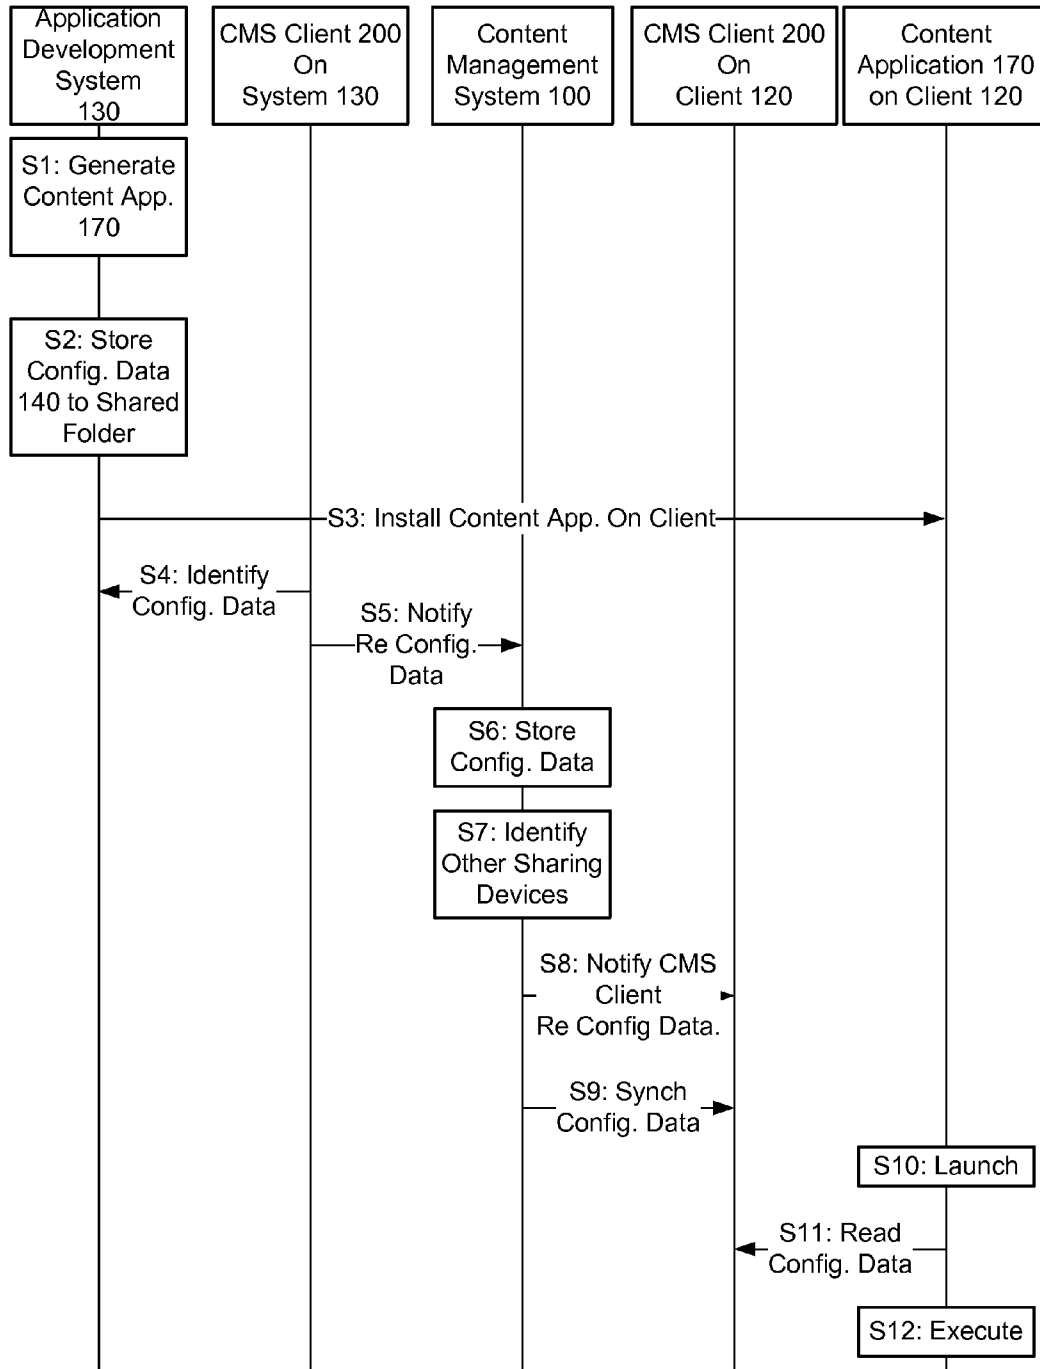 Application
Development
System
130
CMS Client 200
On
System 130
Content
Management
System 100
CMS Client 200
On
Client 120
Content
Application 170
on Client 120
S1: Generate
Content App.
170
S2: Store
Config. Data
140 to Shared
Folder
S3: Install Content App. On Client
S4: Identify
Config. Data
S5: Notify
Re Config.
Data
S6: Store
Config. Data
S7: Identify
Other Sharing
Devices
S8: Notify CMS
Client
Re Config Data.
S9: Synch
Config. Data
S10: Launch
S11: Read
Config. Data
S12: Execute